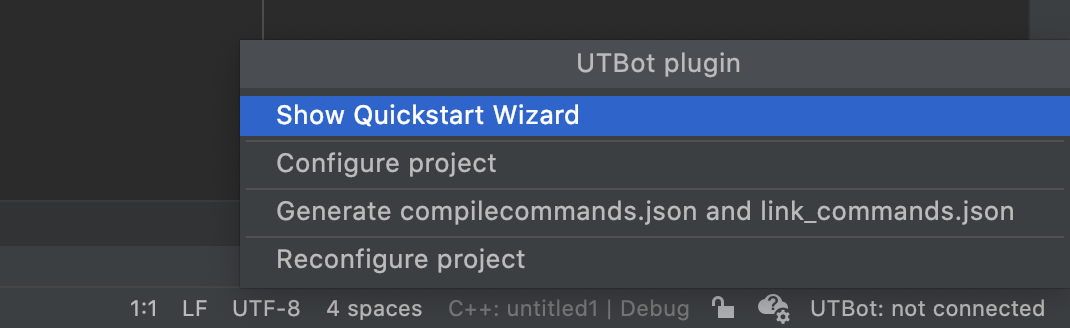 UTBot plugin
Show Quickstart Wizard
Configure project
Generate compilecommands.json and link_commands.json
Reconfigure project
1:1 LF UTF-8 4 spaces C++: untitled1 | Debug UTBot: not connected